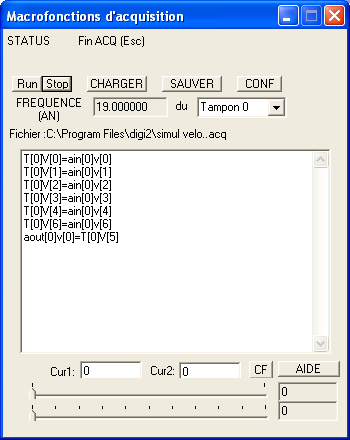 Macrofonctions d'acquisition
STATUS Fin ACQ (Esc)
Run Stop CHARGER SAUVER CONF
FREQUENCE (AN) 19.000000 du Tampon 0
Fichier :C:\Program Files\digi2\simul velo..acq
T[0]V[0]=ain[0]v[0]
T[0]V[1]=ain[0]v[1]
T[0]V[2]=ain[0]v[2]
T[0]V[3]=ain[0]v[3]
T[0]V[4]=ain[0]v[4]
T[0]V[6]=ain[0]v[6]
aout[0]v[0]=T[0]V[5]
Cur1: 0 Cur2: 0 CF AIDE
0
0